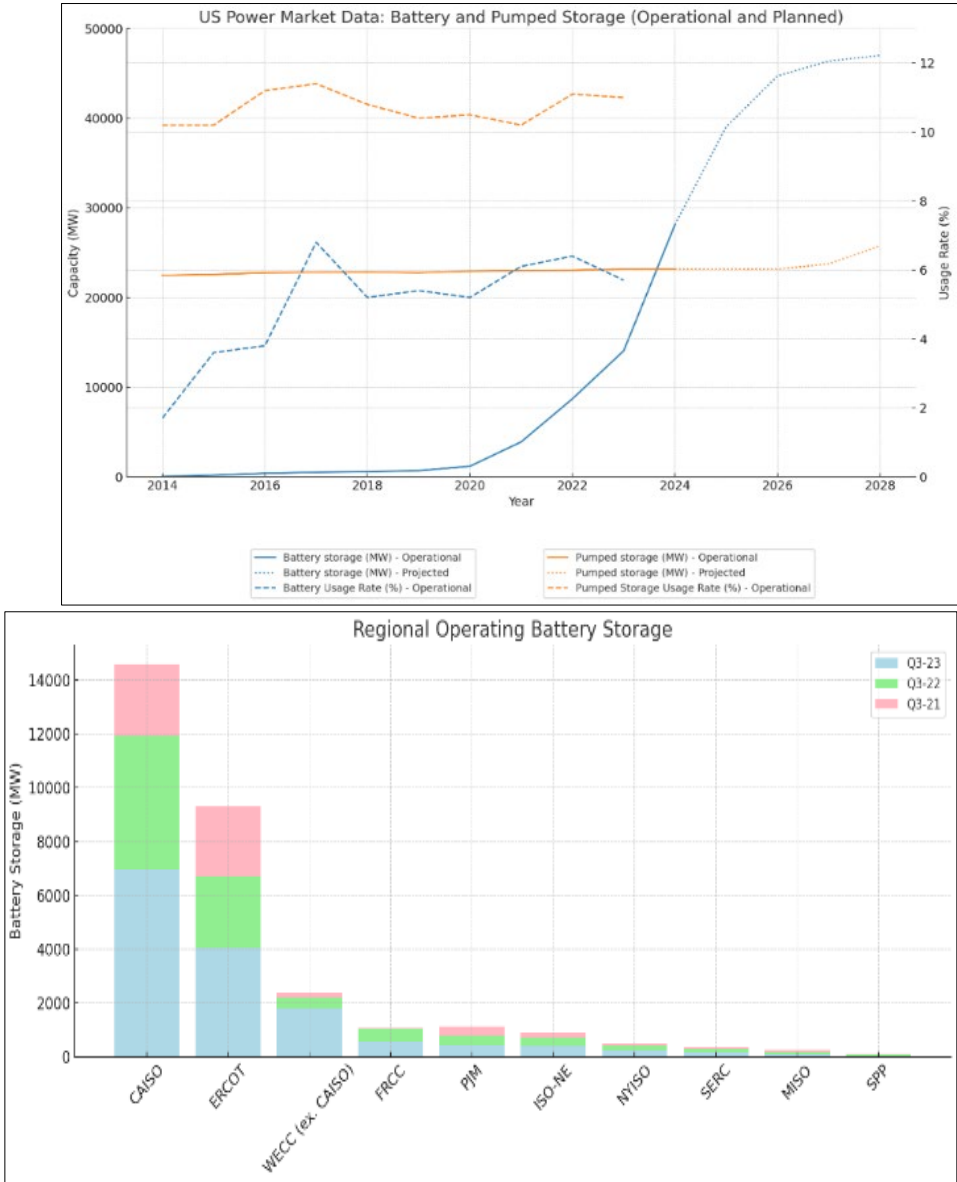 US Power Market Data: Battery and Pumped Storage (Operational and Planned)
50000
40000
30000
20000
10000
0
Capacity (MW)
12
10
8
6
4
2
0
Usage Rate (%)
2014 2016 2018 2020 2022 2024 2026 2028
Year
Battery storage (MW) - Operational
Battery storage (MW) - Projected
Battery Usage Rate (%) - Operational
Pumped storage (MW) - Operational
Pumped storage (MW) - Projected
Pumped Storage Usage Rate (%) - Operational
Regional Operating Battery Storage
Q3-23
Q3-22
Q3-21
14000
12000
10000
8000
6000
4000
2000
0
Battery Storage (MW)
CAISO
ERCOT
WECC (ex. CAISO)
FRCC
PJM
ISO-NE
NYISO
SERC
MISO
SPP